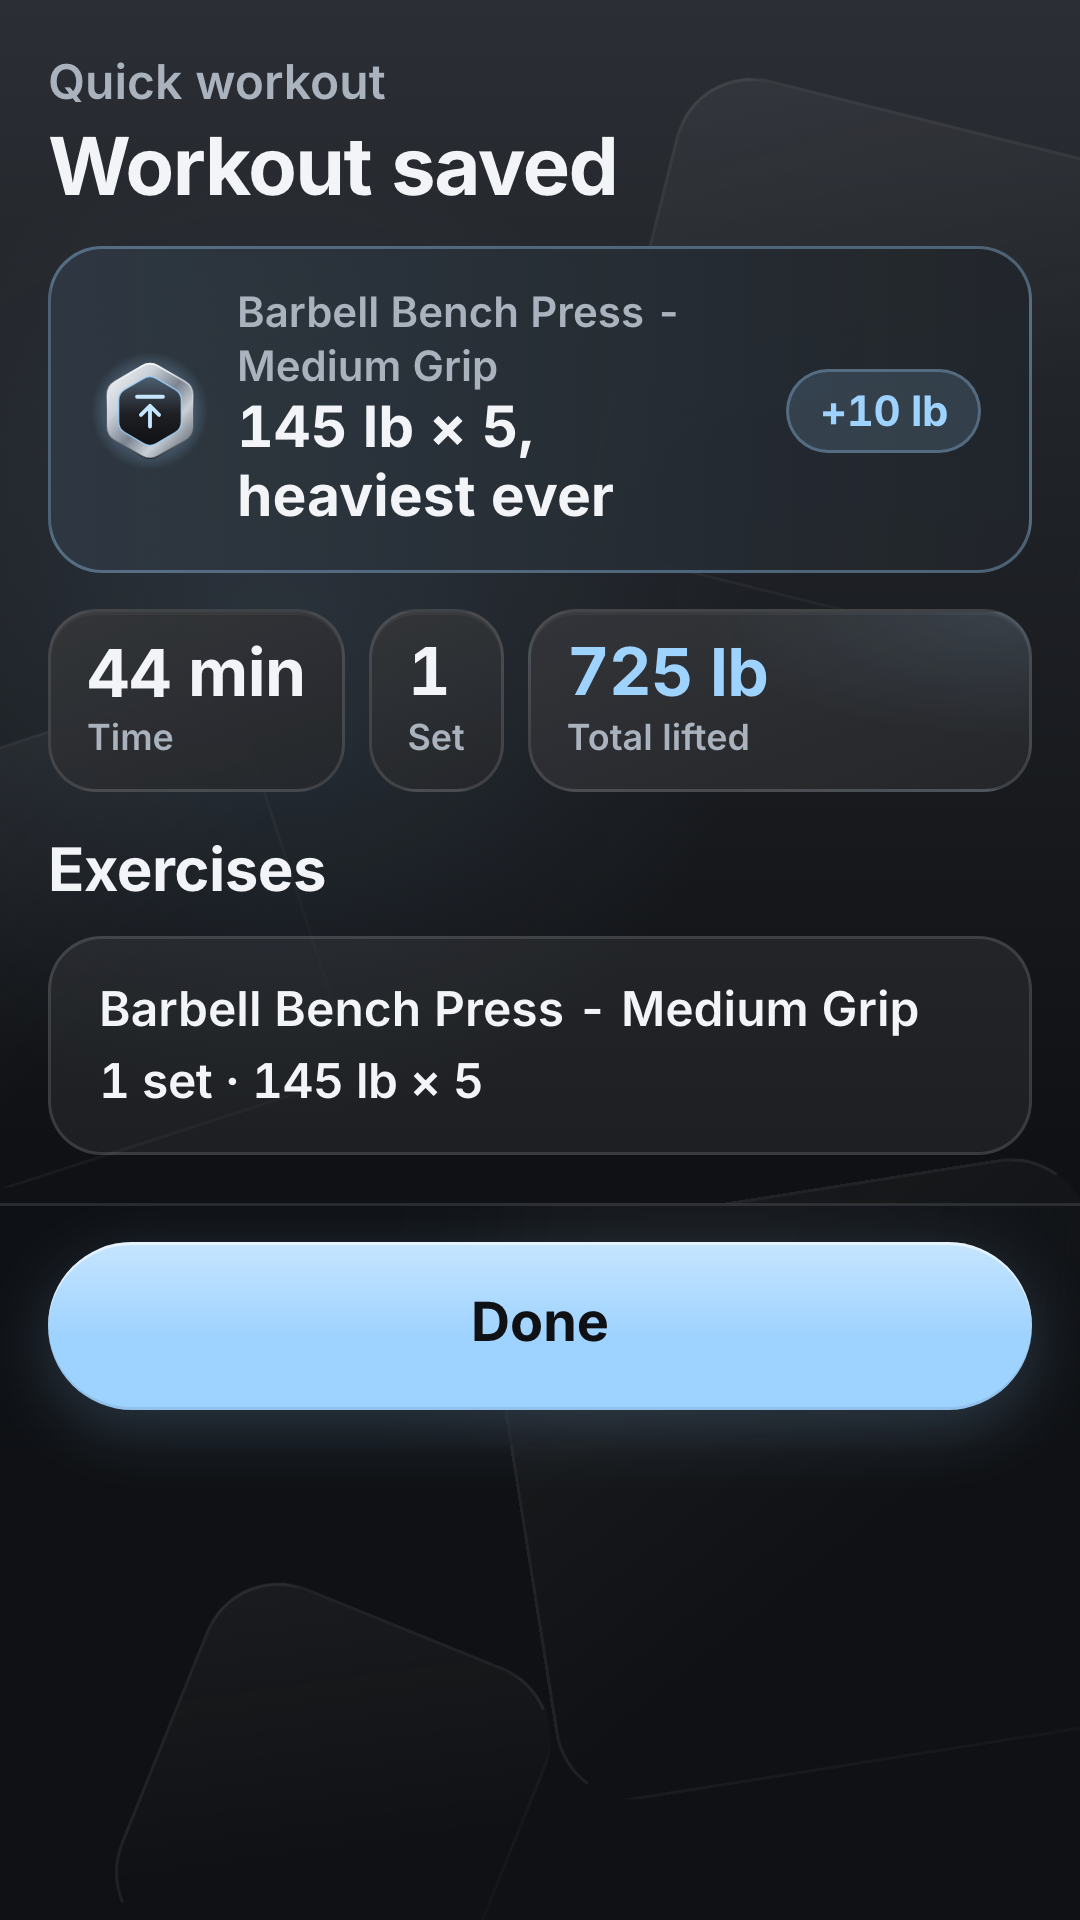 Quick workout
Workout saved
Barbell Bench Press -
Medium Grip
145 lb × 5,
heaviest ever
+10 lb
44 min
Time
1
Set
725 lb
Total lifted
Exercises
Barbell Bench Press - Medium Grip
1 set · 145 lb × 5
Done